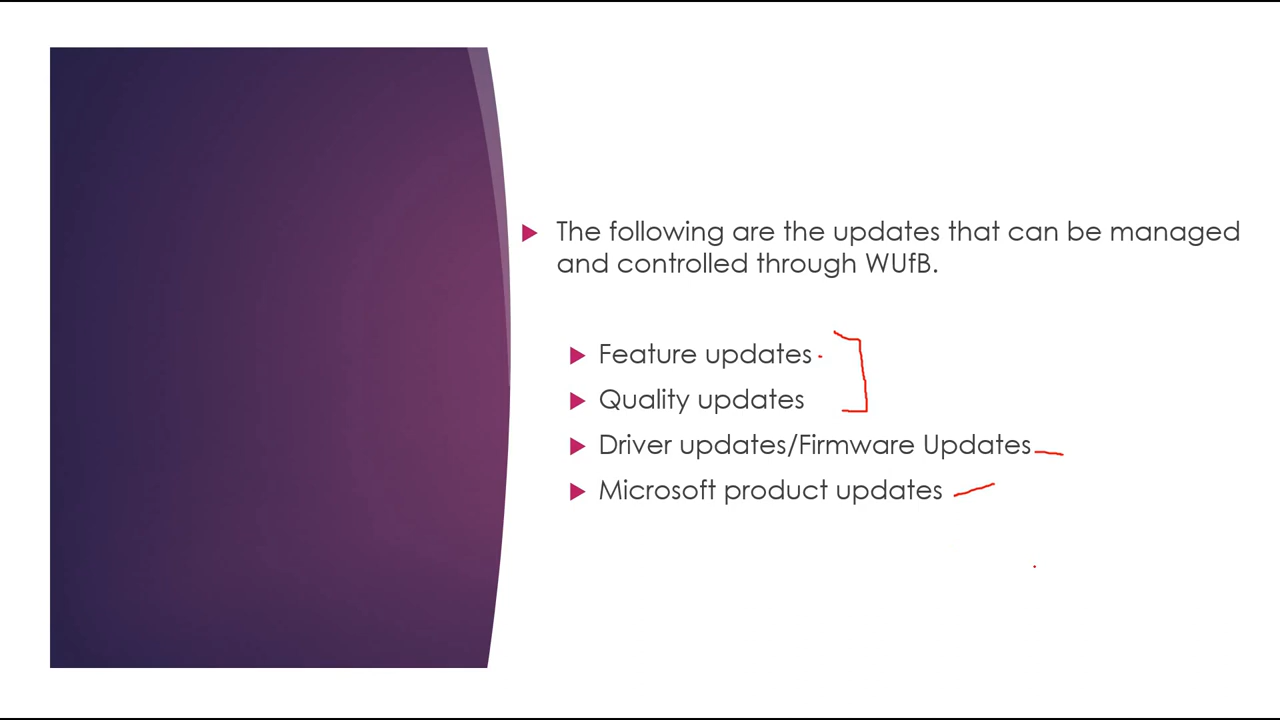 The following are the updates that can be managed
and controlled through WUfB.
Feature updates
Quality updates
Driver updates/Firmware Updates
Microsoft product updates